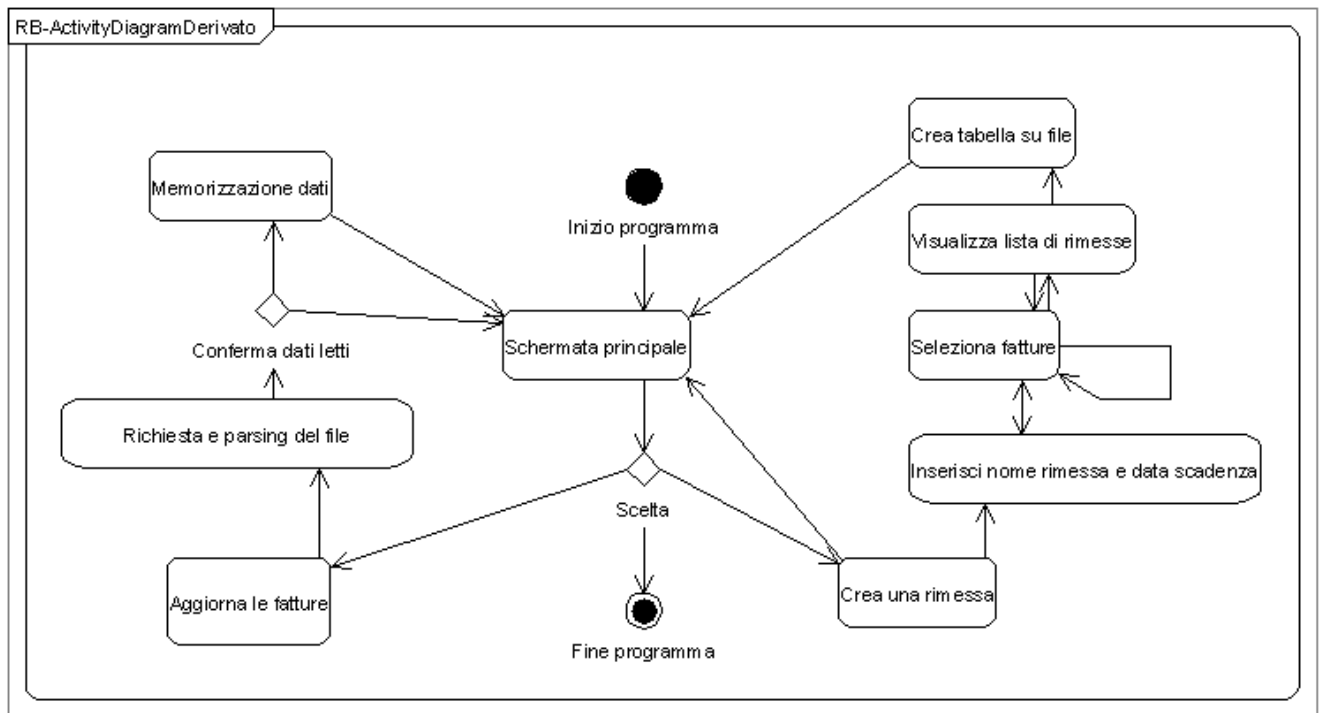 RB-ActivityDiagramDerivato
Crea tabella su file
Memorizzazione dati
Inizio programma
Visualizza lista di rimesse
Schermata principale
Seleziona fatture
Conferma dati letti
Richiesta e parsing del file
Inserisci nome rimessa e data scadenza
Scelta
Aggiorna le fatture
Crea una rimessa
Fine programma